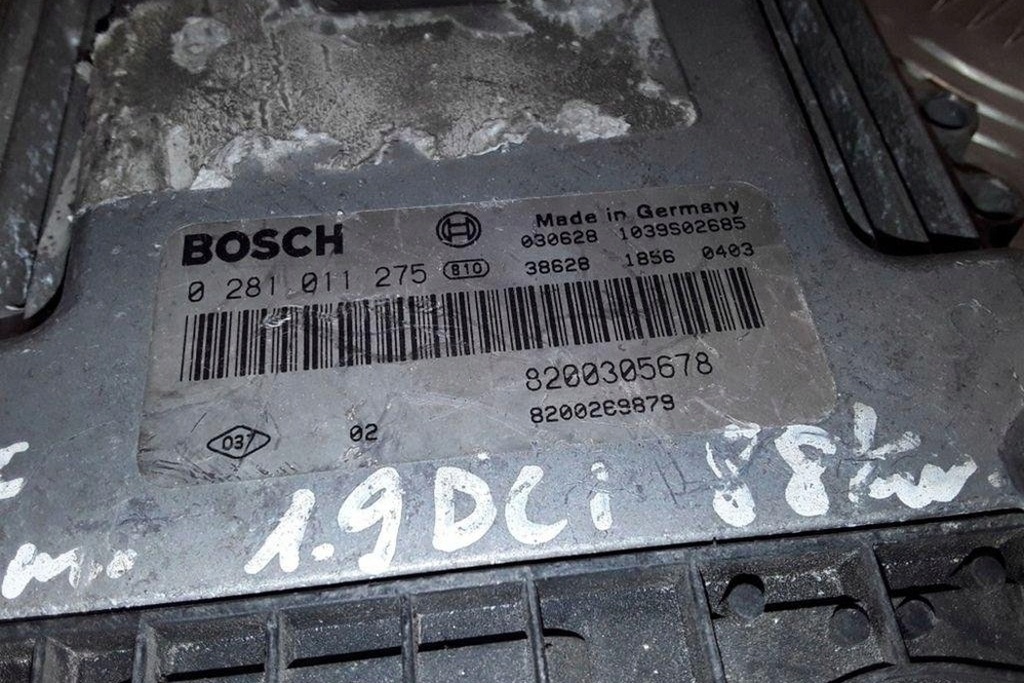 BOSCH
Made in Germany
030628 1039S02685
0 281 011 275 810
38628 1856 0403
8200305678
8200269879
037 02
1.9DCi 88kw.